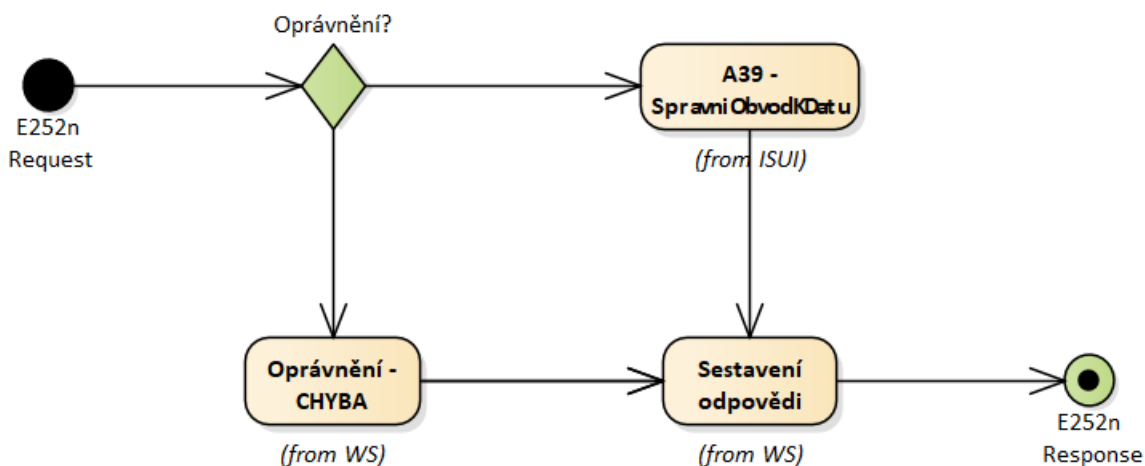 Oprávnění?
E252n
Request
A39 -
SpravniObvodKDatu
(from ISUI)
Oprávnění -
CHYBA
(from WS)
Sestavení
odpovědi
(from WS)
E252n
Response